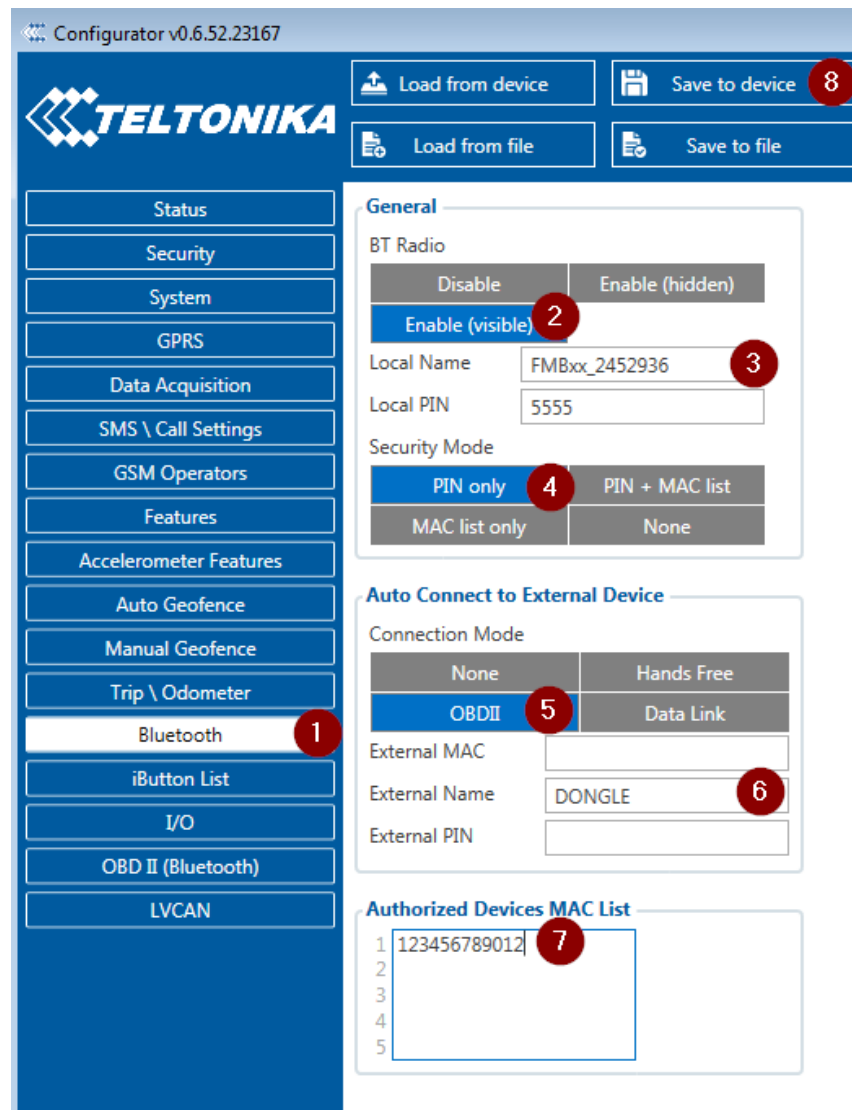 Configurator v0.6.52.23167
TELTONIKA
Load from device
Save to device 8
Load from file
Save to file
Status
Security
System
GPRS
Data Acquisition
SMS \ Call Settings
GSM Operators
Features
Accelerometer Features
Auto Geofence
Manual Geofence
Trip \ Odometer
Bluetooth 1
iButton List
I/O
OBD II (Bluetooth)
LVCAN
General
BT Radio
Disable
Enable (hidden)
Enable (visible) 2
Local Name FMBxx_2452936 3
Local PIN 5555
Security Mode
PIN only 4
PIN + MAC list
MAC list only
None
Auto Connect to External Device
Connection Mode
None
Hands Free
OBDII 5
Data Link
External MAC
External Name DONGLE 6
External PIN
Authorized Devices MAC List
1 123456789012 7
2
3
4
5